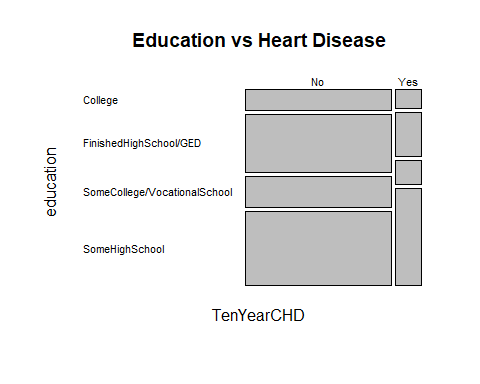 Education vs Heart Disease
No Yes
College
FinishedHighSchool/GED
SomeCollege/VocationalSchool
SomeHighSchool
education
TenYearCHD